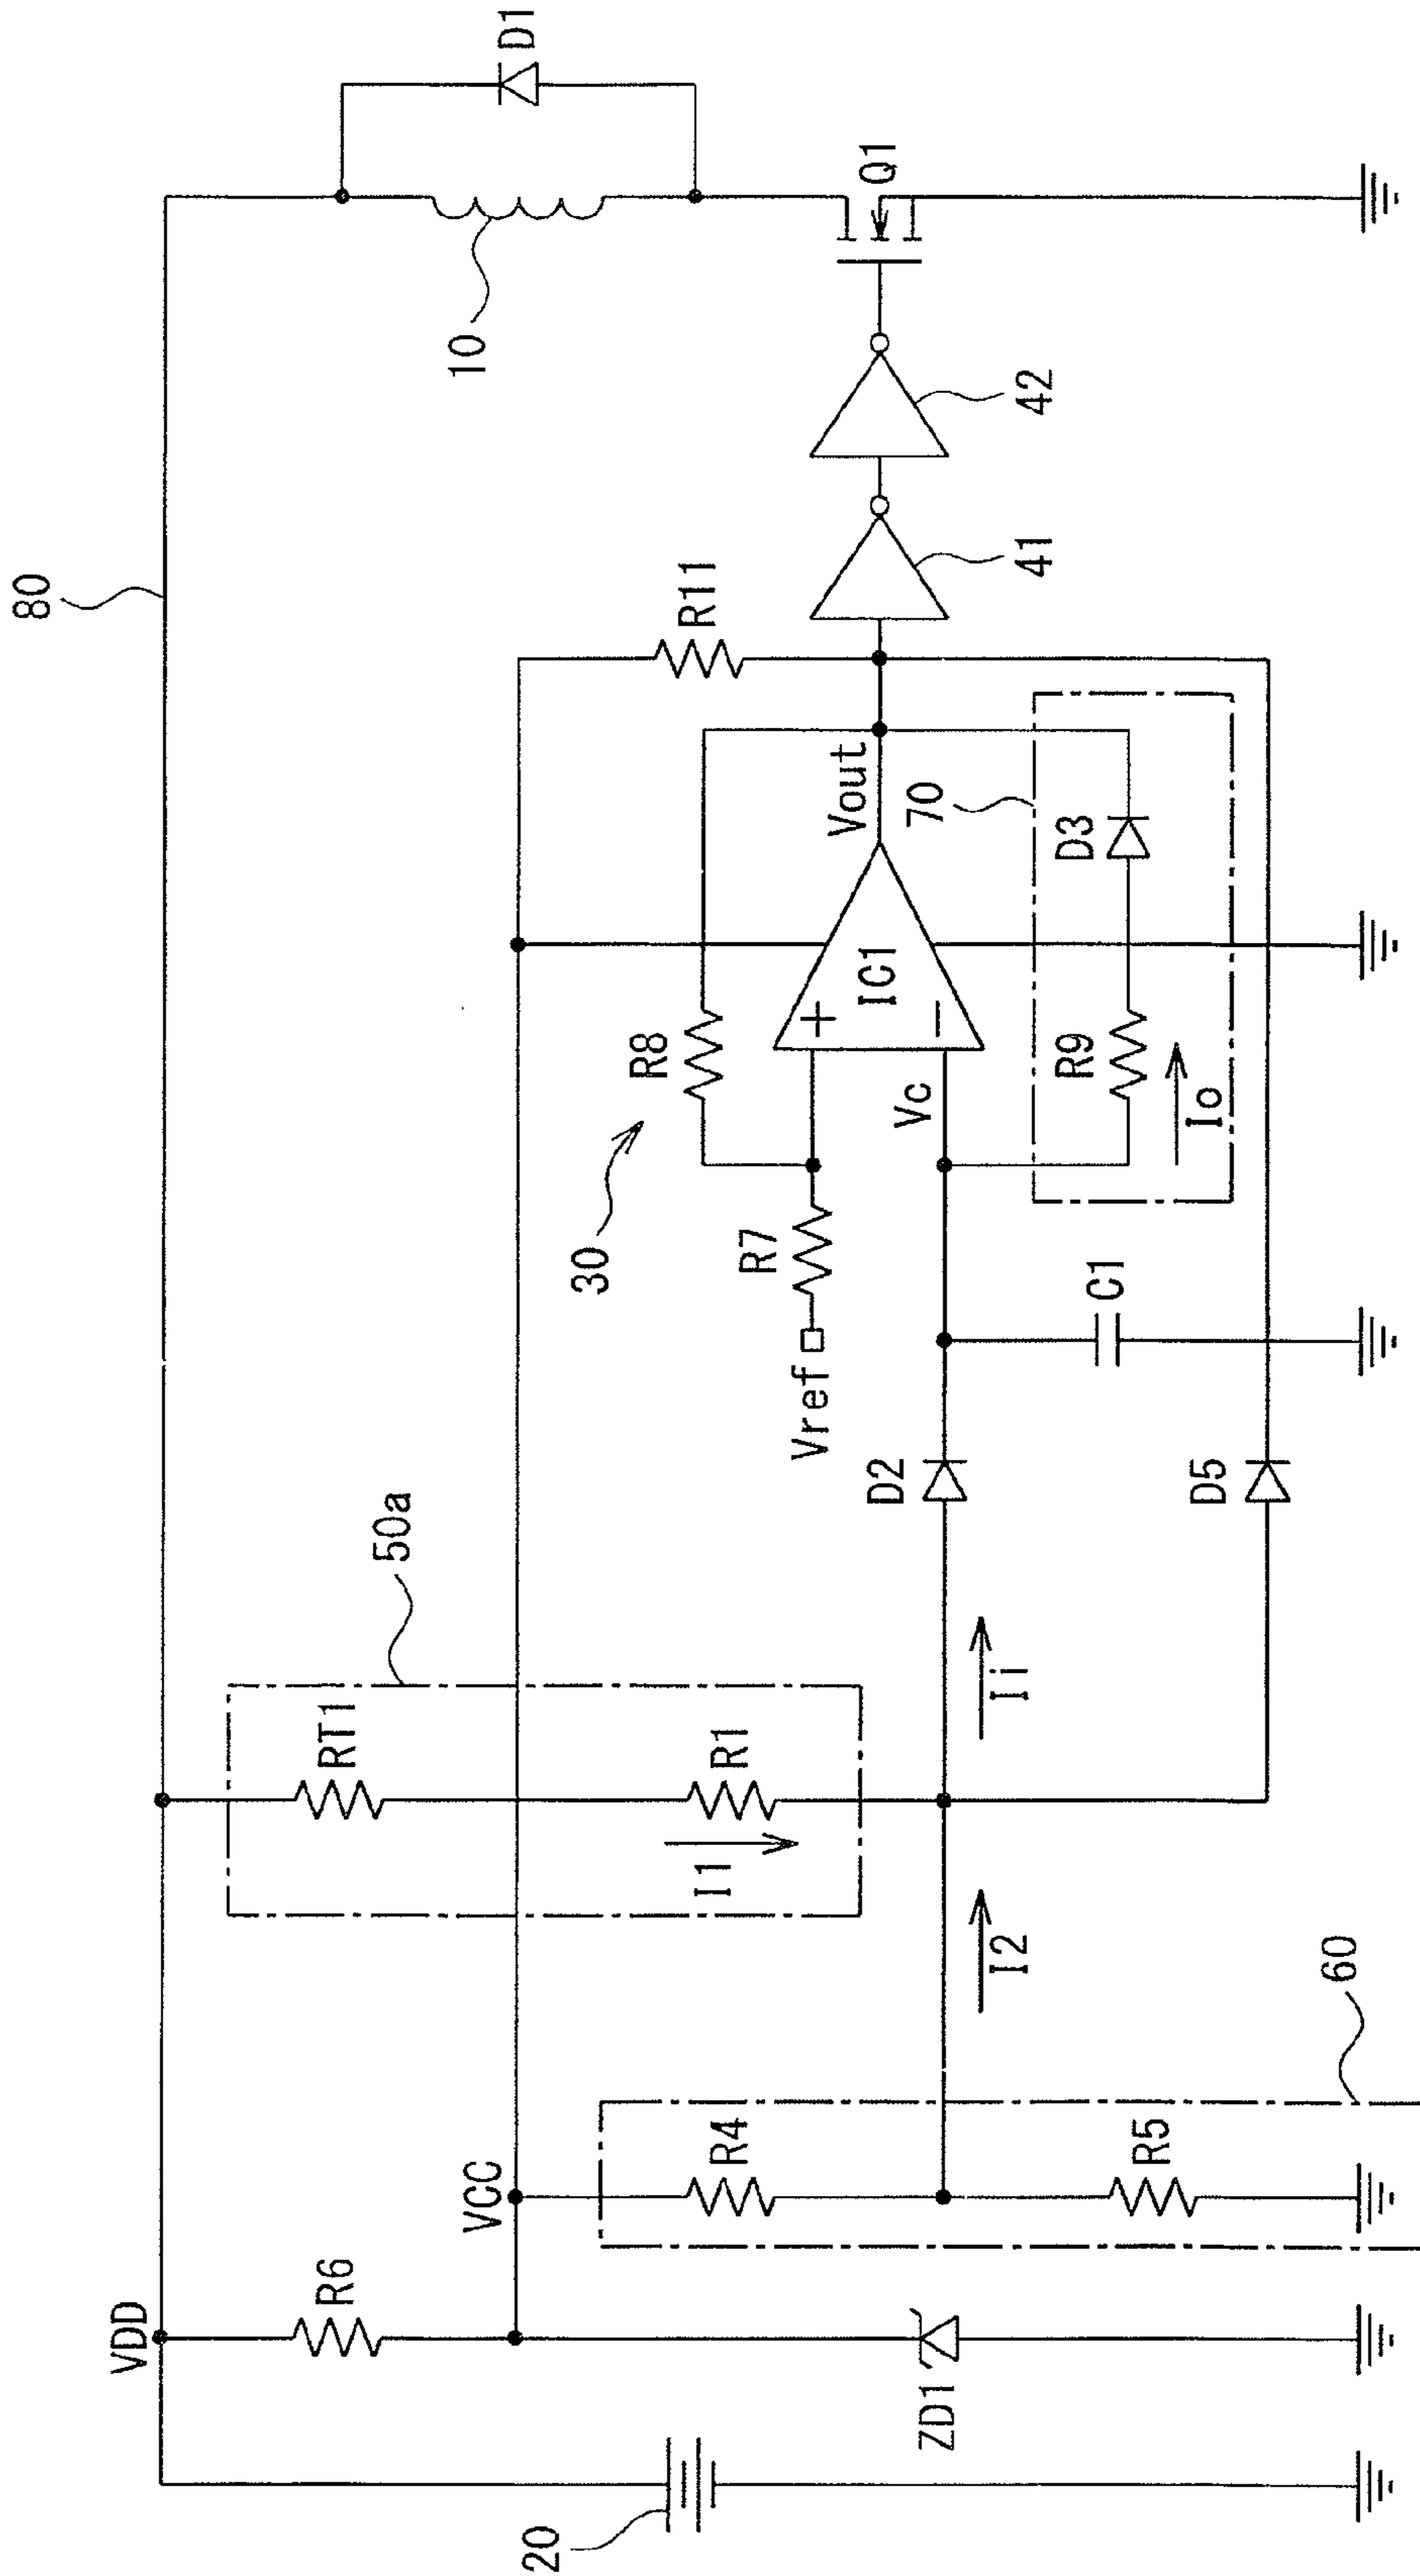 80
VDD
VCC
R6
20
ZD1
R4
R5
60
I2
50a
RT1
R1
I1
Ii
D2
D5
Vref
R7
30
R8
C1
Vc
IC1
+
−
Vout
70
R9
D3
Io
R11
41
42
10
D1
Q1